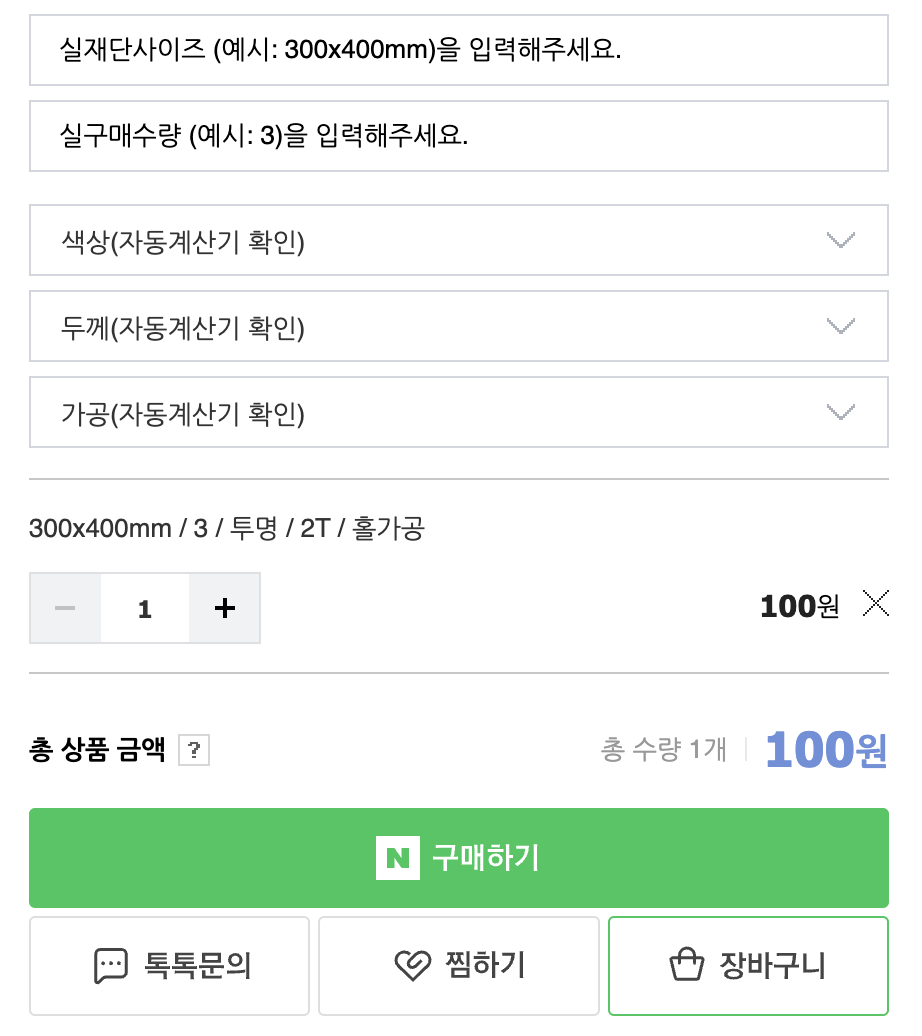 실재단사이즈 (예시: 300x400mm)을 입력해주세요.
실구매수량 (예시: 3)을 입력해주세요.
색상(자동계산기 확인)
두께(자동계산기 확인)
가공(자동계산기 확인)
300x400mm / 3 / 투명 / 2T / 홀가공
− 1 + 100원
총 상품 금액 ? 총 수량 1개 100원
N 구매하기
톡톡문의 찜하기 장바구니